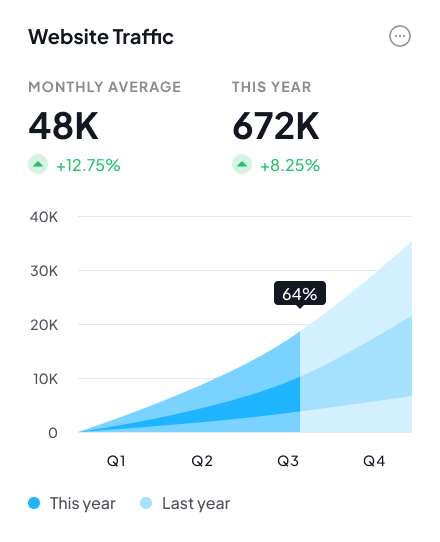 Website Traffic
MONTHLY AVERAGE
48K
+12.75%
THIS YEAR
672K
+8.25%
40K
30K
64%
20K
10K
0
Q1 Q2 Q3 Q4
This year Last year